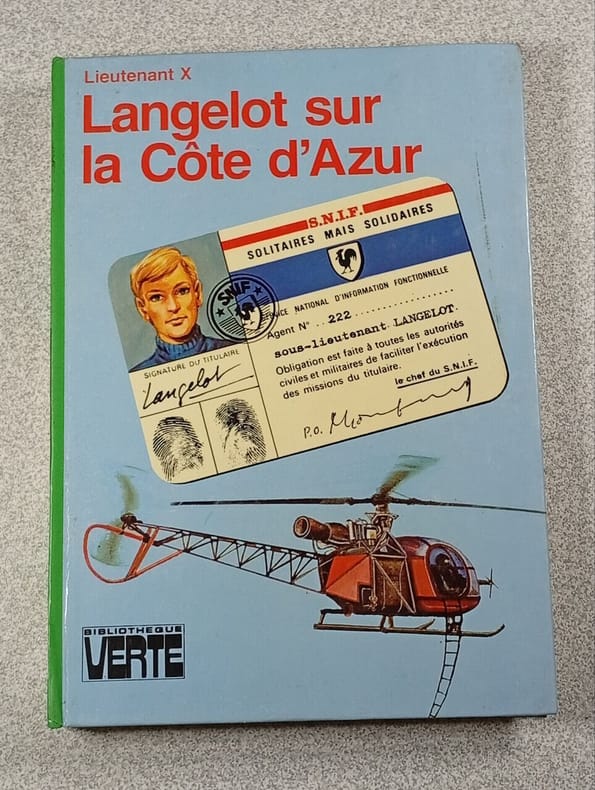 Lieutenant X
Langelot sur
la Côte d'Azur
S.N.I.F.
SOLITAIRES MAIS SOLIDAIRES
SNIF
VICE NATIONAL D'INFORMATION FONCTIONNELLE
Agent N° ..222..................
sous-lieutenant LANGELOT.
Obligation est faite à toutes les autorités
civiles et militaires de faciliter l'exécution
des missions du titulaire.
le chef du S.N.I.F.
P.O.
SIGNATURE DU TITULAIRE
Langelot
BIBLIOTHEQUE
VERTE